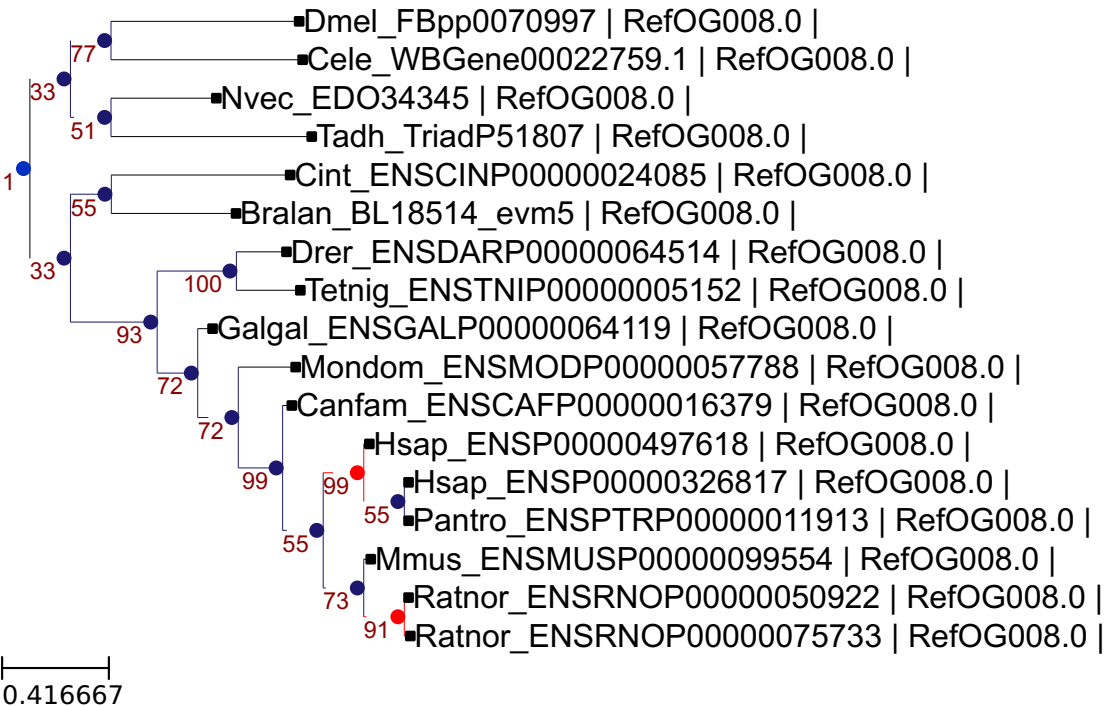 Dmel_FBpp0070997 | RefOG008.0 |
77
Cele_WBGene00022759.1 | RefOG008.0 |
33
Nvec_EDO34345 | RefOG008.0 |
51
Tadh_TriadP51807 | RefOG008.0 |
1
Cint_ENSCINP00000024085 | RefOG008.0 |
55
Bralan_BL18514_evm5 | RefOG008.0 |
33
Drer_ENSDARP00000064514 | RefOG008.0 |
100
Tetnig_ENSTNIP00000005152 | RefOG008.0 |
93
Galgal_ENSGALP00000064119 | RefOG008.0 |
72
Mondom_ENSMODP00000057788 | RefOG008.0 |
Canfam_ENSCAFP00000016379 | RefOG008.0 |
72
Hsap_ENSP00000497618 | RefOG008.0 |
99
99
Hsap_ENSP00000326817 | RefOG008.0 |
55
Pantro_ENSPTRP00000011913 | RefOG008.0 |
55
Mmus_ENSMUSP00000099554 | RefOG008.0 |
73
Ratnor_ENSRNOP00000050922 | RefOG008.0 |
91
Ratnor_ENSRNOP00000075733 | RefOG008.0 |
0.416667